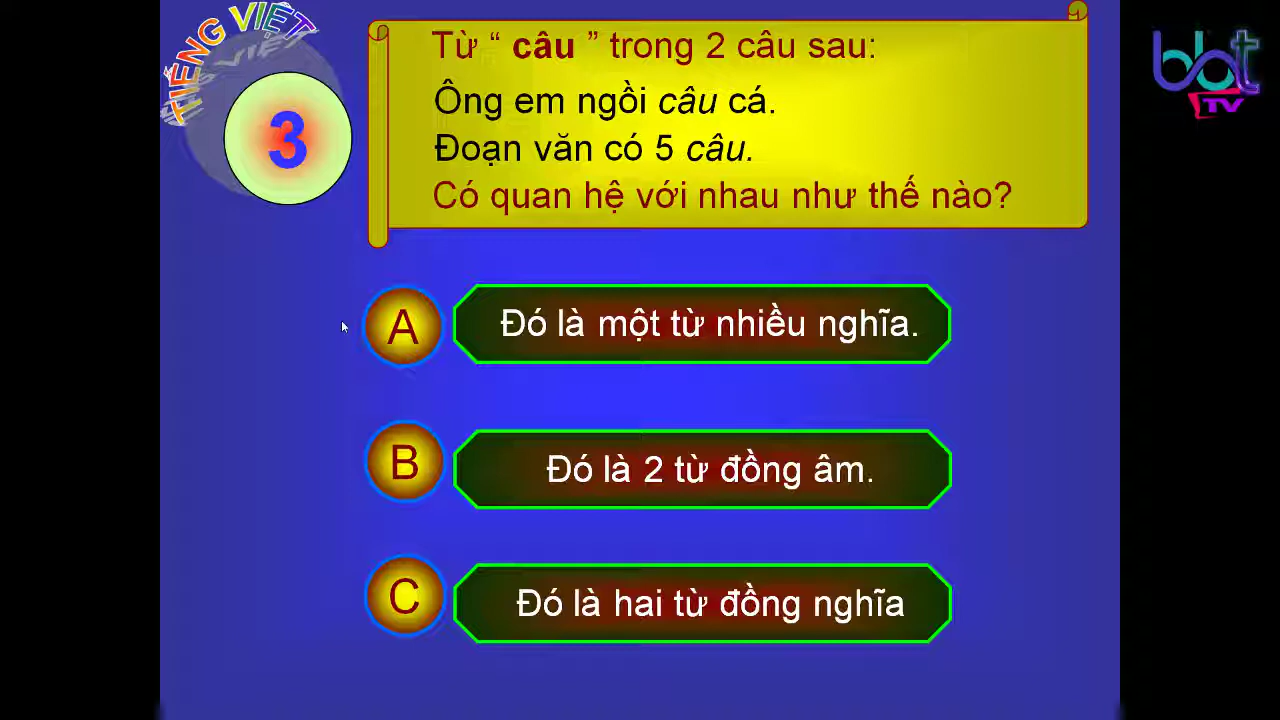 TIẾNG VIỆT
3
Từ “ câu ” trong 2 câu sau:
Ông em ngồi câu cá.
Đoạn văn có 5 câu.
Có quan hệ với nhau như thế nào?
A
Đó là một từ nhiều nghĩa.
B
Đó là 2 từ đồng âm.
C
Đó là hai từ đồng nghĩa
bbt
TV